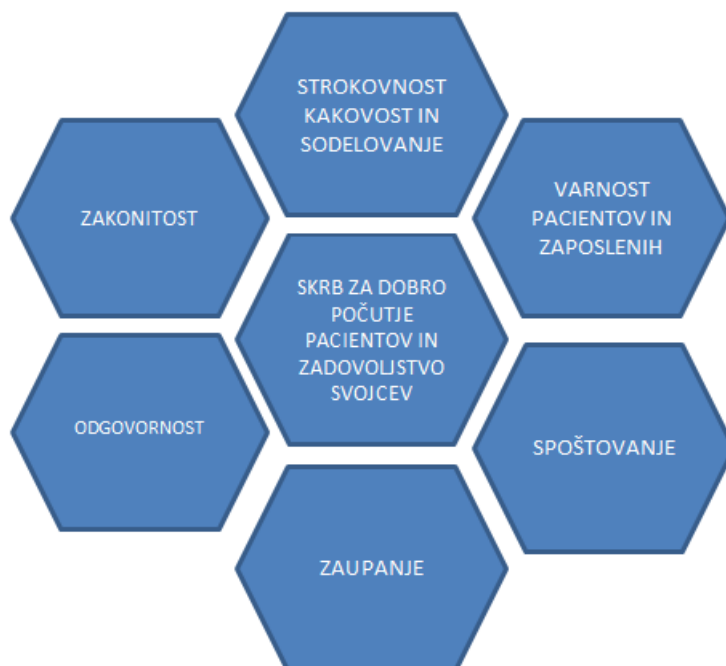 STROKOVNOST
KAKOVOST IN
SODELOVANJE
ZAKONITOST
VARNOST
PACIENTOV IN
ZAPOSLENIH
SKRB ZA DOBRO
POČUTJE
PACIENTOV IN
ZADOVOLJSTVO
SVOJCEV
ODGOVORNOST
SPOŠTOVANJE
ZAUPANJE